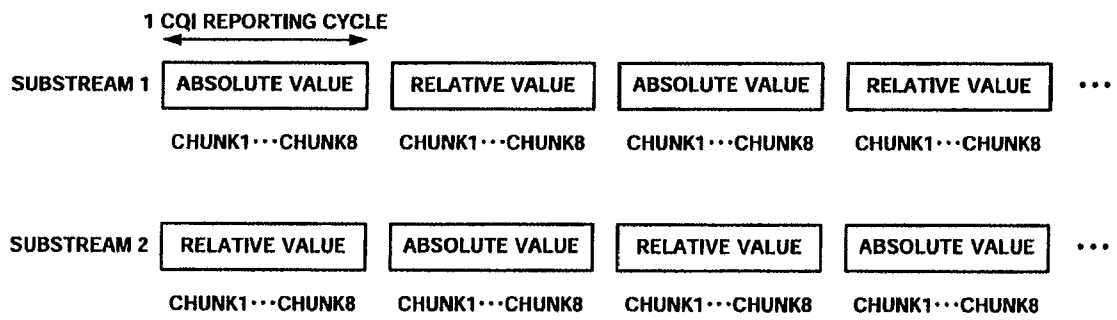 1 CQI REPORTING CYCLE
SUBSTREAM 1 ABSOLUTE VALUE RELATIVE VALUE ABSOLUTE VALUE RELATIVE VALUE •••
CHUNK1•••CHUNK8 CHUNK1•••CHUNK8 CHUNK1•••CHUNK8 CHUNK1•••CHUNK8
SUBSTREAM 2 RELATIVE VALUE ABSOLUTE VALUE RELATIVE VALUE ABSOLUTE VALUE •••
CHUNK1•••CHUNK8 CHUNK1•••CHUNK8 CHUNK1•••CHUNK8 CHUNK1•••CHUNK8